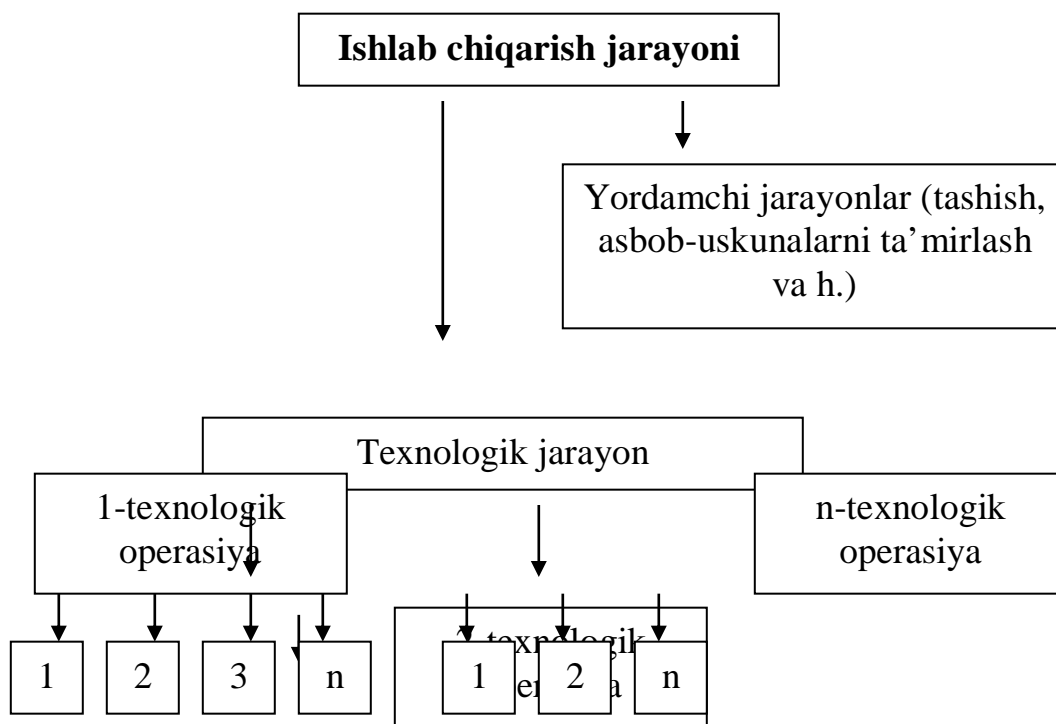 Ishlab chiqarish jarayoni
Yordamchi jarayonlar (tashish,
asbob-uskunalarni ta’mirlash
va h.)
Texnologik jarayon
1-texnologik
operasiya
n-texnologik
operasiya
texnologik
1 2 3 n 1 2 n